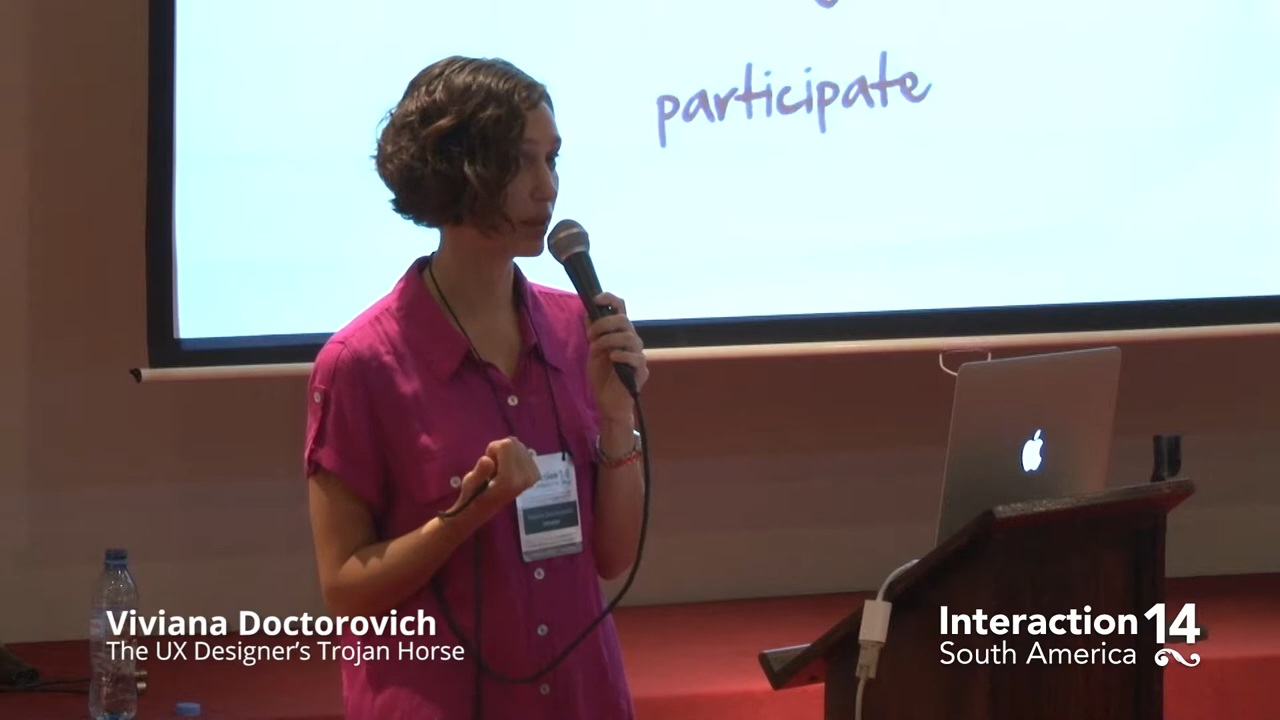 participate
Viviana Doctorovich
The UX Designer's Trojan Horse
Interaction 14
South America